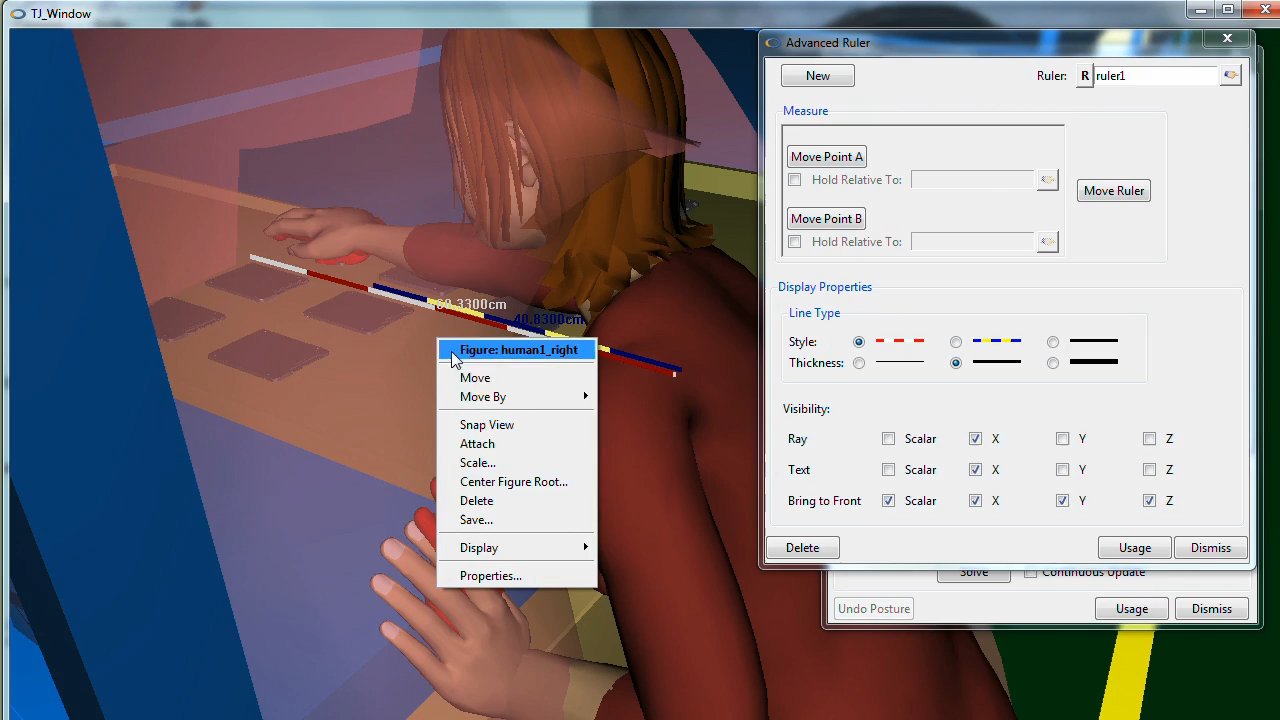 TJ_Window
Advanced Ruler
New
Ruler:
R
ruler1
Measure
Move Point A
Hold Relative To:
Move Ruler
Move Point B
Hold Relative To:
Display Properties
Line Type
Style:
Thickness:
Visibility:
Ray Scalar X Y Z
Text Scalar X Y Z
Bring to Front Scalar X Y Z
Delete
Usage
Dismiss
Solve
Continuous Update
Undo Posture
Usage
Dismiss
40.8300cm
Figure: human1_right
Move
Move By
Snap View
Attach
Scale...
Center Figure Root...
Delete
Save...
Display
Properties...